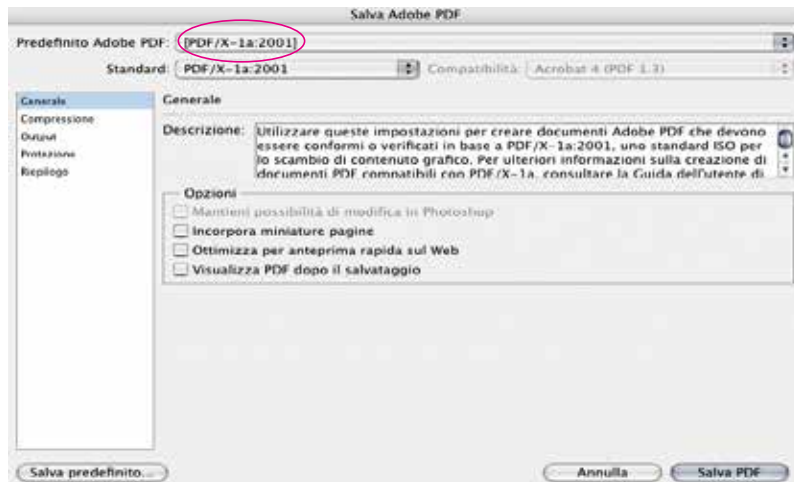 Salva Adobe PDF
Predefinito Adobe PDF: [PDF/X-1a:2001]
Standard: PDF/X-1a:2001 Compatibilità: Acrobat 4 (PDF 1.3)
Generale
Compressione
Output
Protezione
Riepilogo
Generale
Descrizione: Utilizzare queste impostazioni per creare documenti Adobe PDF che devono
essere conformi o verificati in base a PDF/X-1a:2001, uno standard ISO per
lo scambio di contenuto grafico. Per ulteriori informazioni sulla creazione di
documenti PDF compatibili con PDF/X-1a, consultare la Guida dell'utente di
Opzioni
Mantieni possibilità di modifica in Photoshop
Incorpora miniature pagine
Ottimizza per anteprima rapida sul Web
Visualizza PDF dopo il salvataggio
Salva predefinito... Annulla Salva PDF